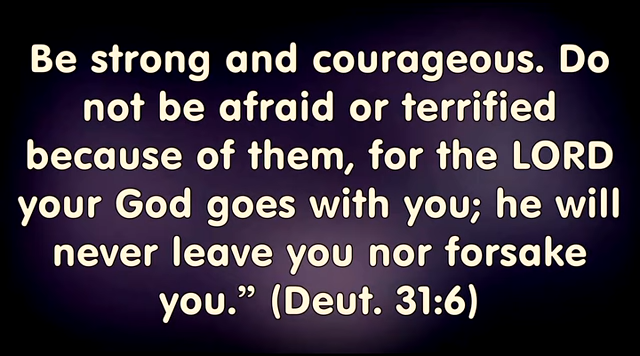 Be strong and courageous. Do
not be afraid or terrified
because of them, for the LORD
your God goes with you; he will
never leave you nor forsake
you.” (Deut. 31:6)